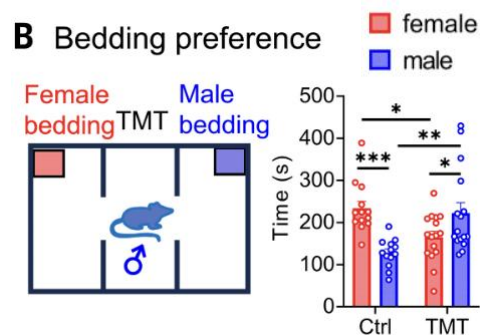 B Bedding preference
female
male
Female
bedding
TMT
Male
bedding
♂
Time (s)
500
400
300
200
100
0
*
**
***
*
Ctrl
TMT